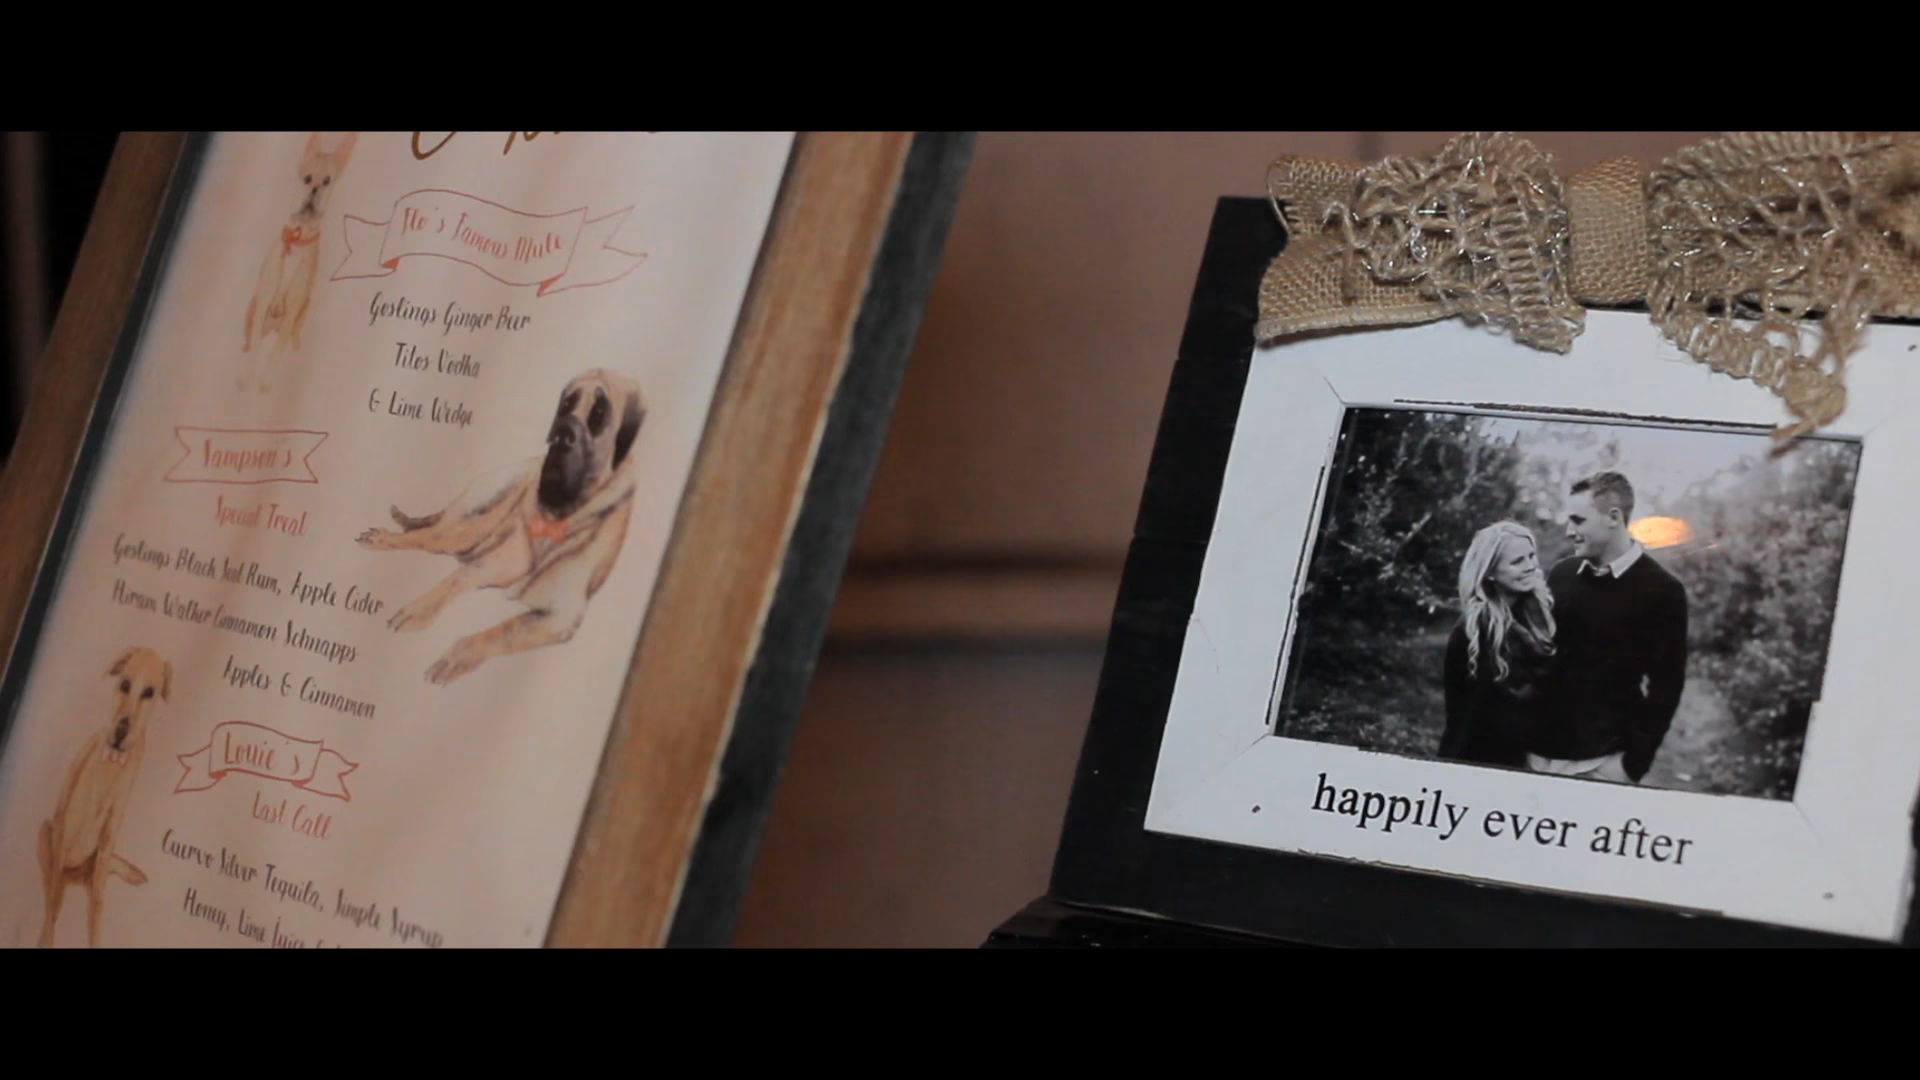 Flo's Famous Mule
Goslings Ginger Beer
Titos Vodka
& Lime Wedge
Sampson's
Special Treat
Goslings Black Seal Rum, Apple Cider
Hiram Walker Cinnamon Schnapps
Apples & Cinnamon
Louie's
Last Call
Cuervo Silver Tequila, Simple Syrup
Honey, Lime Juice &
happily ever after